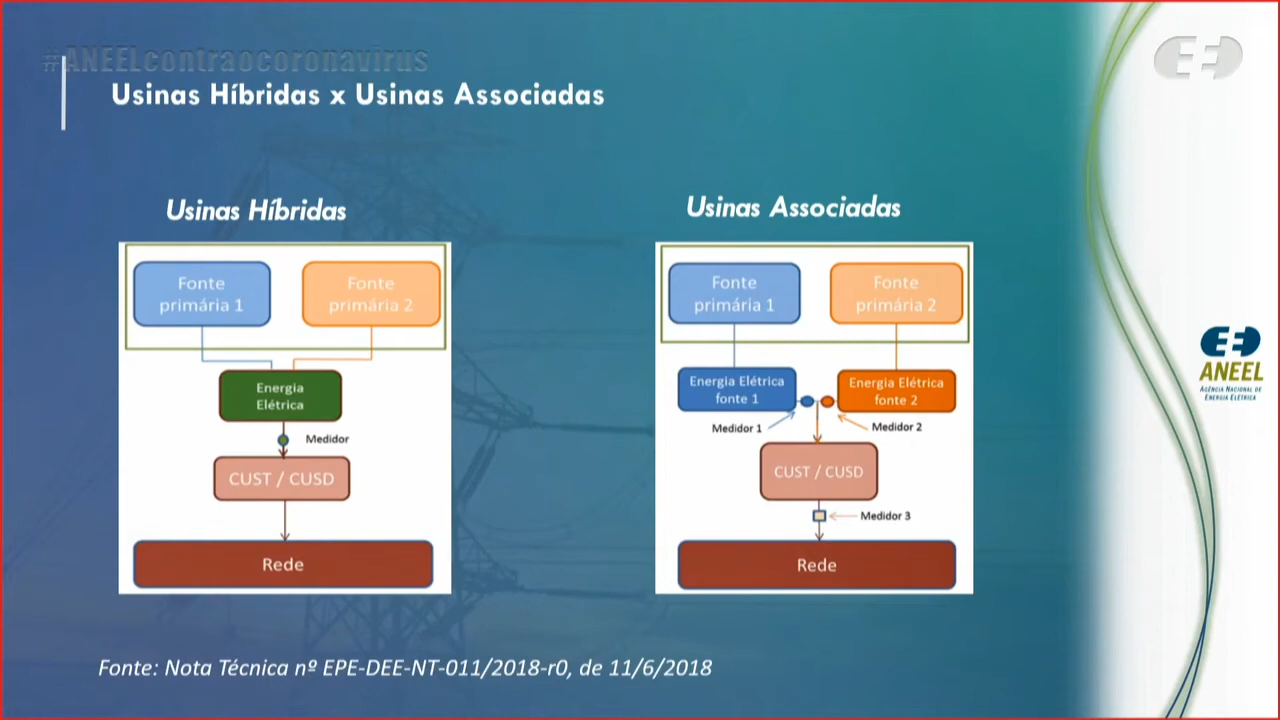 #ANEELcontraocoronavirus
Usinas Híbridas x Usinas Associadas
Usinas Híbridas
Fonte
primária 1
Fonte
primária 2
Energia
Elétrica
Medidor
CUST / CUSD
Rede
Usinas Associadas
Fonte
primária 1
Fonte
primária 2
Energia Elétrica
fonte 1
Energia Elétrica
fonte 2
Medidor 1
Medidor 2
CUST / CUSD
Medidor 3
Rede
Fonte: Nota Técnica nº EPE-DEE-NT-011/2018-r0, de 11/6/2018
ANEEL
Agência Nacional de
Energia Elétrica